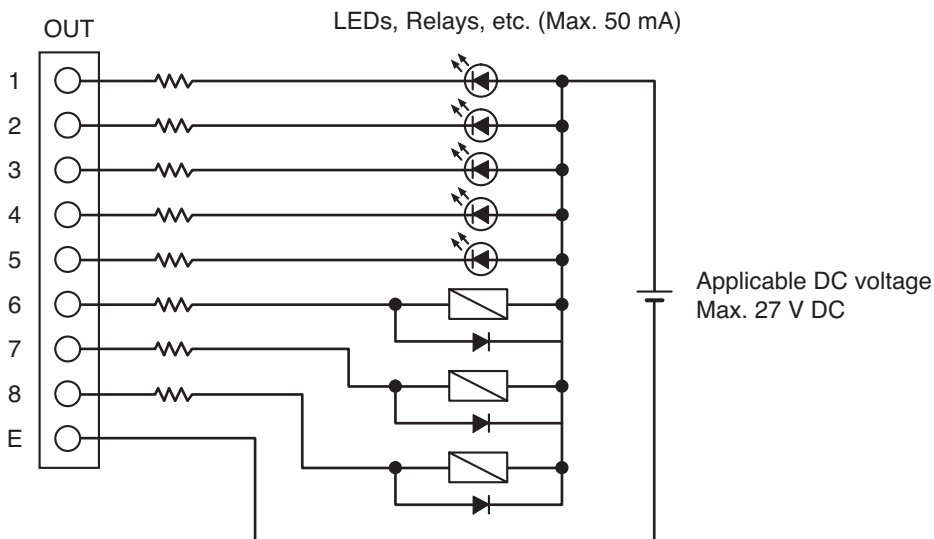 LEDs, Relays, etc. (Max. 50 mA)
OUT
1
2
3
4
5
6
7
8
E
Applicable DC voltage
Max. 27 V DC